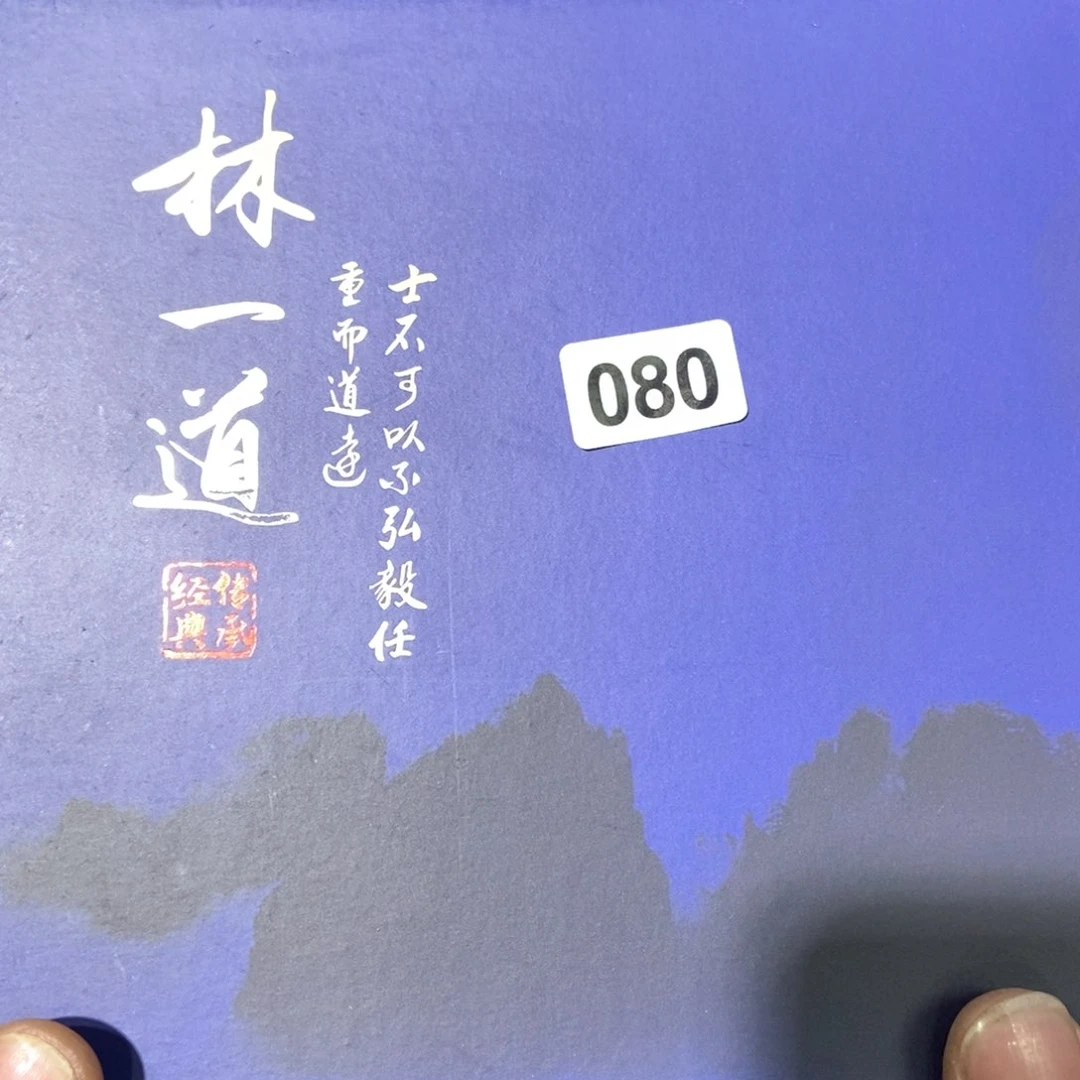 林一道
士不可以不弘毅任
重而道遠
传承
经典
080